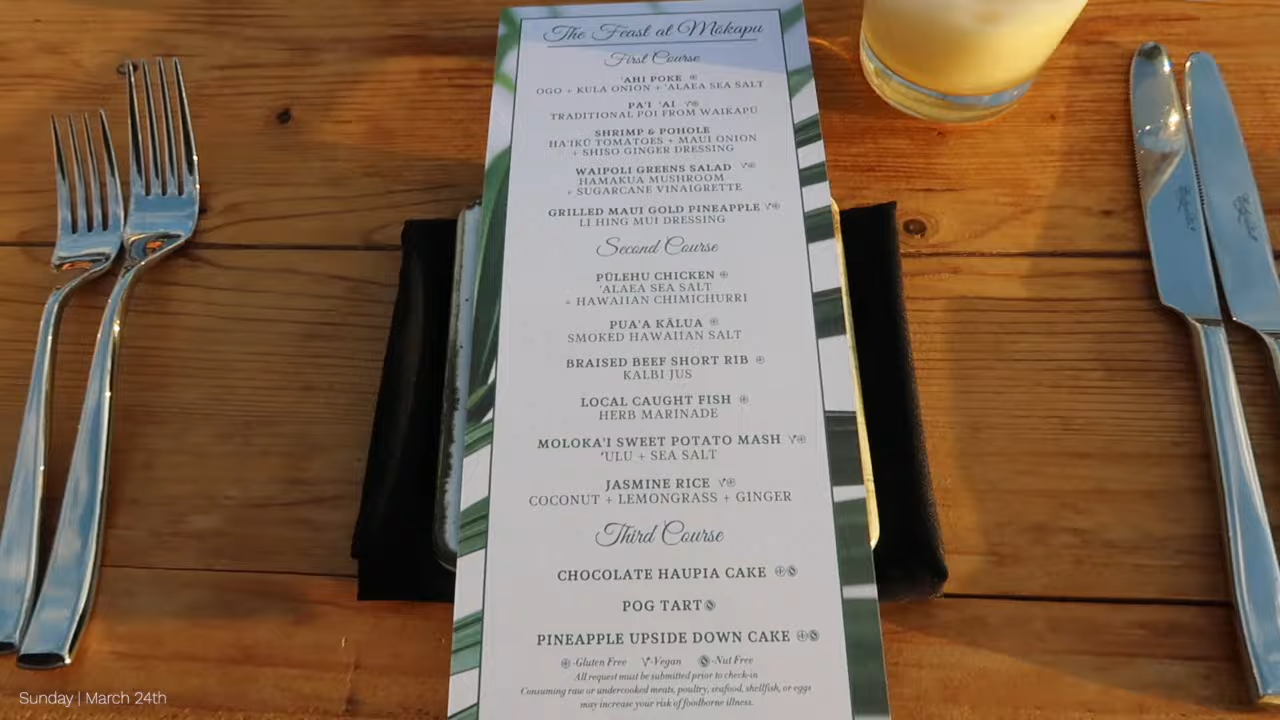 The Feast at Mōkapu
First Course
'AHI POKE
OGO + KULA ONION + 'ALAEA SEA SALT
PA'I 'AI V
TRADITIONAL POI FROM WAIKAPŪ
SHRIMP & POHOLE
HA'IKŪ TOMATOES + MAUI ONION
+ SHISO GINGER DRESSING
WAIPOLI GREENS SALAD V
HAMAKUA MUSHROOM
+ SUGARCANE VINAIGRETTE
GRILLED MAUI GOLD PINEAPPLE V
LI HING MUI DRESSING
Second Course
PŪLEHU CHICKEN
'ALAEA SEA SALT
+ HAWAIIAN CHIMICHURRI
PUA'A KĀLUA
SMOKED HAWAIIAN SALT
BRAISED BEEF SHORT RIB
KALBI JUS
LOCAL CAUGHT FISH
HERB MARINADE
MOLOKA'I SWEET POTATO MASH V
'ULU + SEA SALT
JASMINE RICE V
COCONUT + LEMONGRASS + GINGER
Third Course
CHOCOLATE HAUPIA CAKE
POG TART
PINEAPPLE UPSIDE DOWN CAKE
-Gluten Free V-Vegan -Nut Free
All request must be submitted prior to check-in
Consuming raw or undercooked meats, poultry, seafood, shellfish, or eggs
may increase your risk of foodborne illness.
Sunday | March 24th